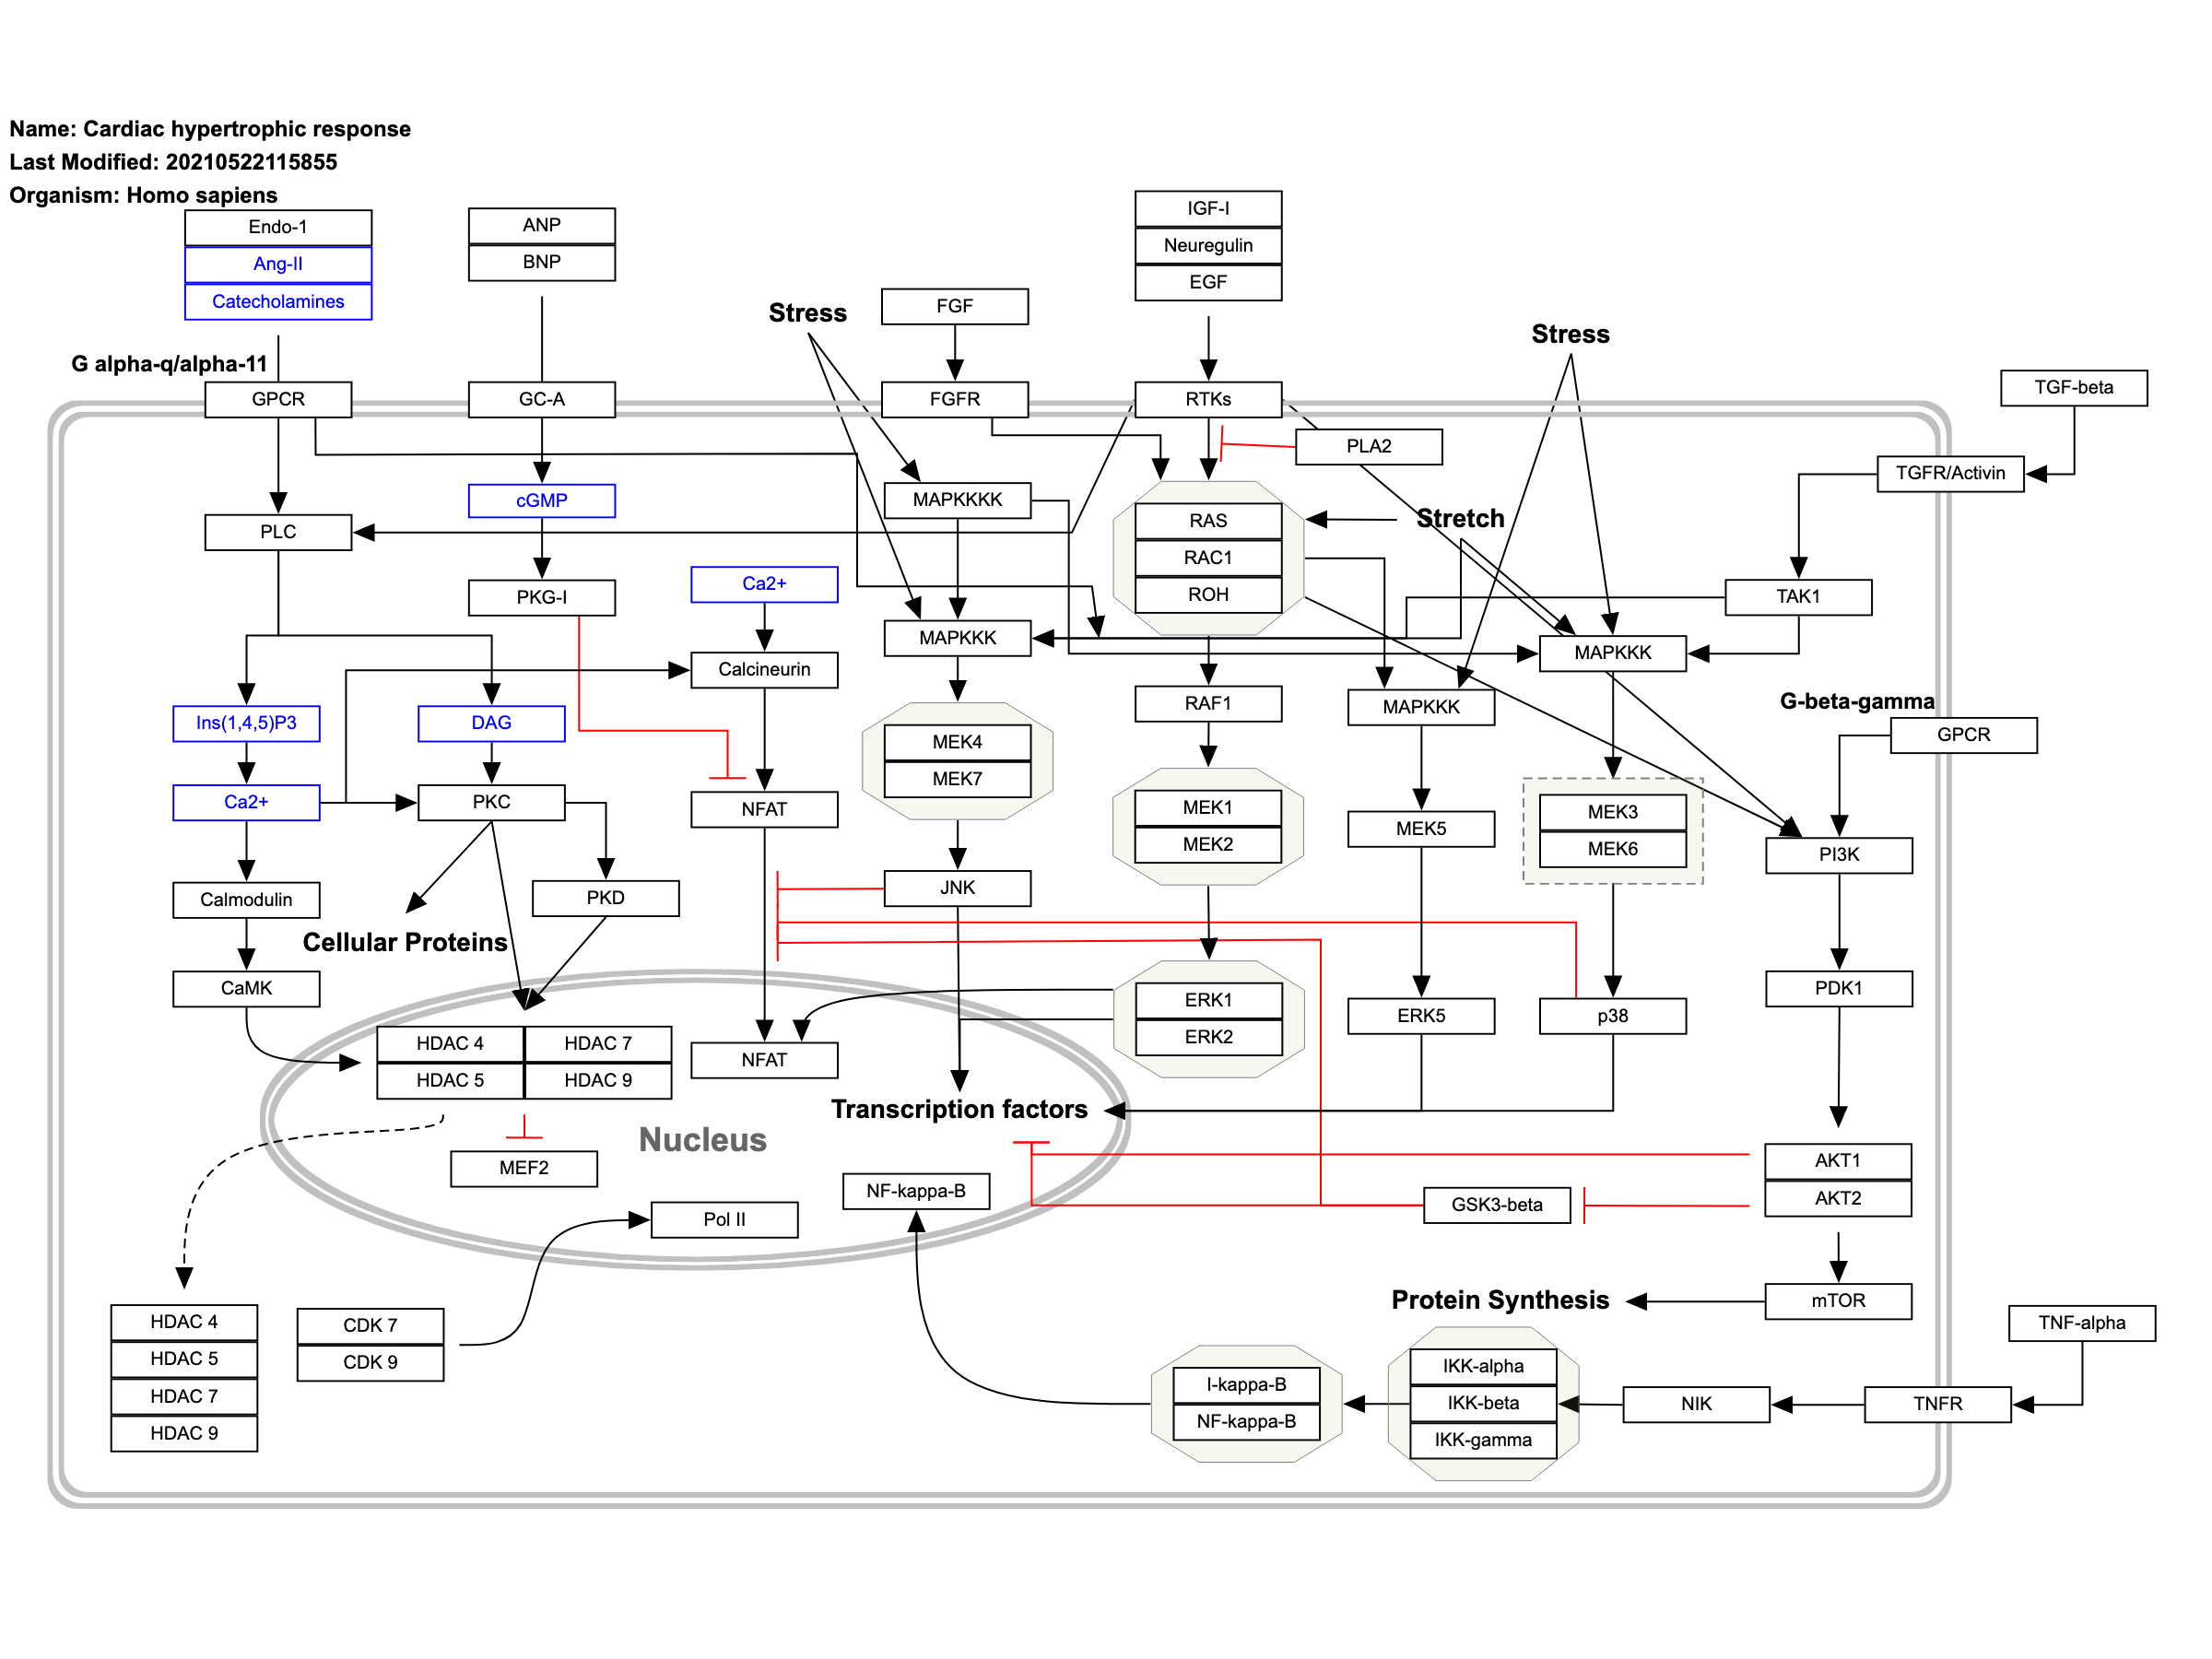 Name: Cardiac hypertrophic response
Last Modified: 20210522115855
Organism: Homo sapiens
Endo-1
Ang-II
Catecholamines
ANP
BNP
IGF-I
Neuregulin
EGF
FGF
Stress
Stress
G alpha-q/alpha-11
GPCR
GC-A
FGFR
RTKs
TGF-beta
PLA2
TGFR/Activin
cGMP
MAPKKKK
RAS
RAC1
ROH
Stretch
PLC
PKG-I
Ca2+
TAK1
MAPKKK
MAPKKK
Calcineurin
RAF1
MAPKKK
G-beta-gamma
GPCR
Ins(1,4,5)P3
DAG
MEK4
MEK7
Ca2+
PKC
NFAT
MEK1
MEK2
MEK5
MEK3
MEK6
PI3K
Calmodulin
PKD
JNK
Cellular Proteins
CaMK
PDK1
HDAC 4
HDAC 7
HDAC 5
HDAC 9
NFAT
ERK1
ERK2
ERK5
p38
Transcription factors
Nucleus
MEF2
AKT1
AKT2
NF-kappa-B
GSK3-beta
Pol II
Protein Synthesis
mTOR
TNF-alpha
HDAC 4
HDAC 5
HDAC 7
HDAC 9
CDK 7
CDK 9
I-kappa-B
NF-kappa-B
IKK-alpha
IKK-beta
IKK-gamma
NIK
TNFR